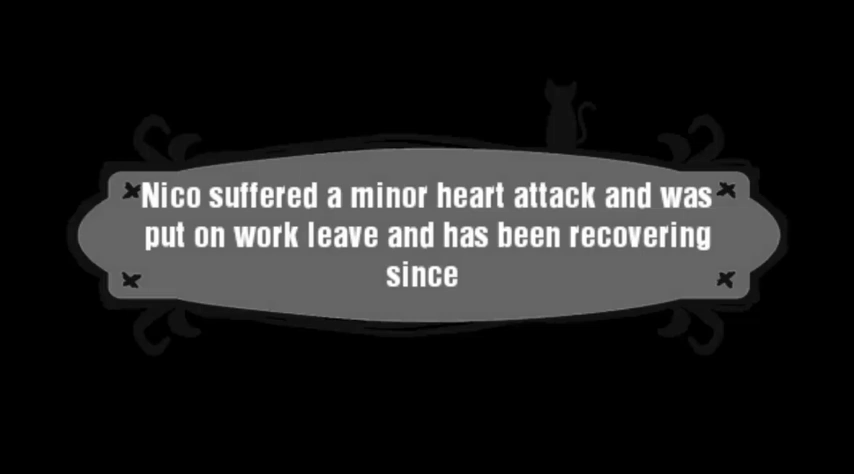 Nico suffered a minor heart attack and was
put on work leave and has been recovering
since